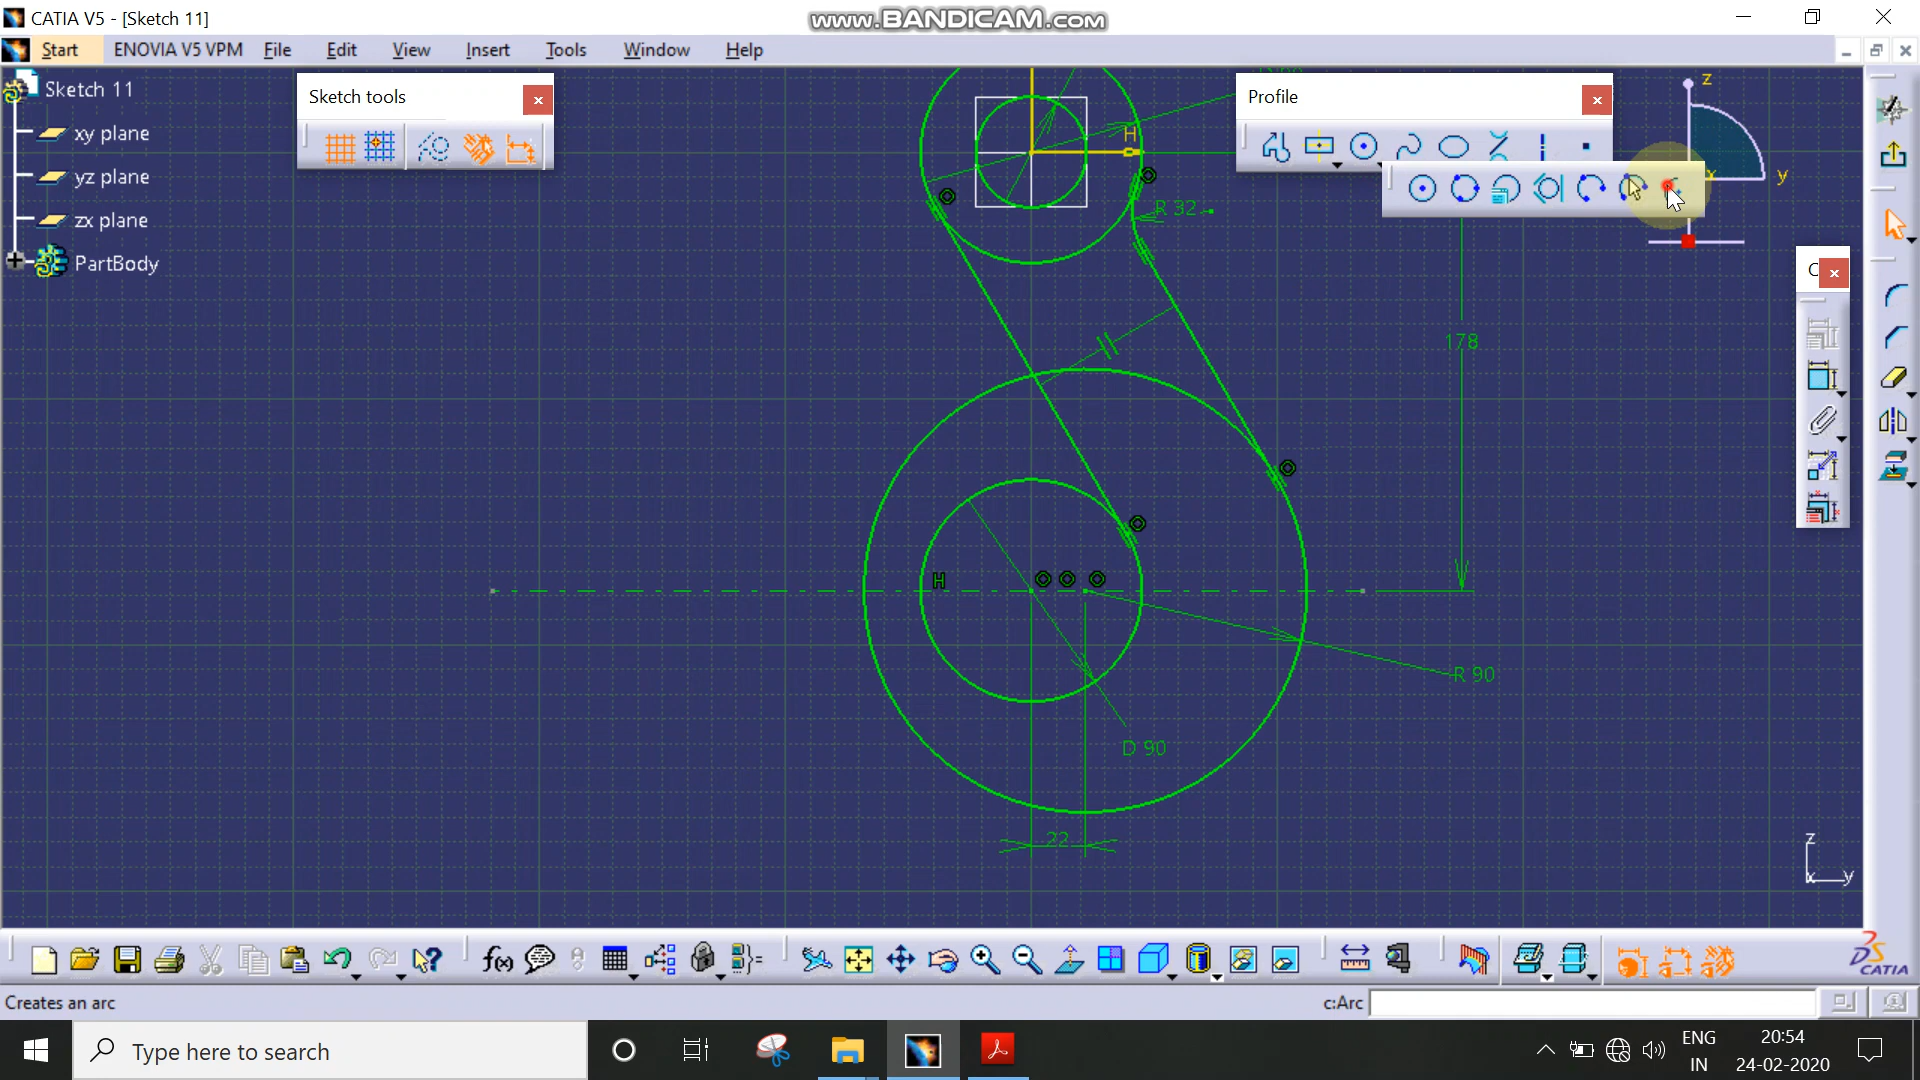 CATIA V5 - [Sketch 11]
www.BANDICAM.com
Start ENOVIA V5 VPM File Edit View Insert Tools Window Help
Sketch 11
xy plane
yz plane
zx plane
PartBody
Sketch tools
Profile
z
y
x
H
R 32
178
H
R 90
D 90
22
C
z
x y
f(x)
CATIA
Creates an arc
c:Arc
Type here to search
ENG
IN
20:54
24-02-2020